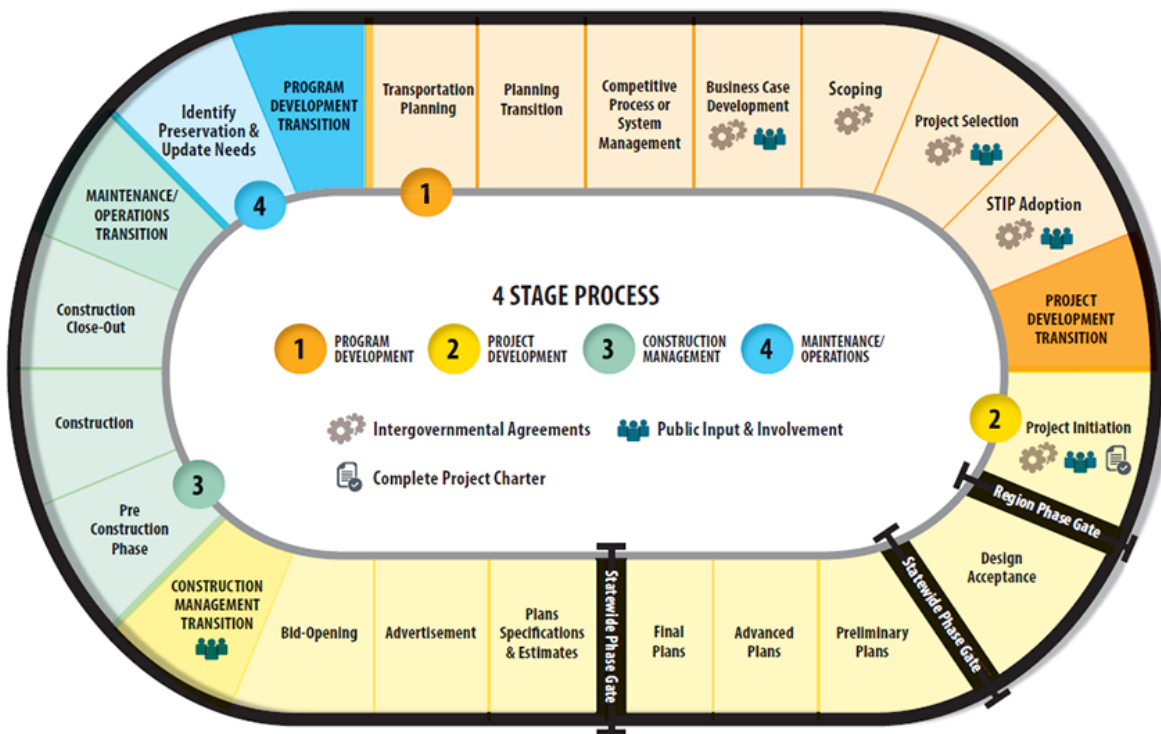 PROGRAM
DEVELOPMENT
TRANSITION
Transportation
Planning
Planning
Transition
Competitive
Process or
System
Management
Business Case
Development
Scoping
Project Selection
STIP Adoption
PROJECT
DEVELOPMENT
TRANSITION
Project Initiation
Region Phase Gate
Design
Acceptance
Statewide Phase Gate
Preliminary
Plans
Advanced
Plans
Final
Plans
Statewide Phase Gate
Plans
Specifications
& Estimates
Advertisement
Bid-Opening
CONSTRUCTION
MANAGEMENT
TRANSITION
Pre
Construction
Phase
Construction
Construction
Close-Out
MAINTENANCE/
OPERATIONS
TRANSITION
Identify
Preservation &
Update Needs
1
2
3
4
4 STAGE PROCESS
1 PROGRAM
DEVELOPMENT
2 PROJECT
DEVELOPMENT
3 CONSTRUCTION
MANAGEMENT
4 MAINTENANCE/
OPERATIONS
Intergovernmental Agreements
Public Input & Involvement
Complete Project Charter